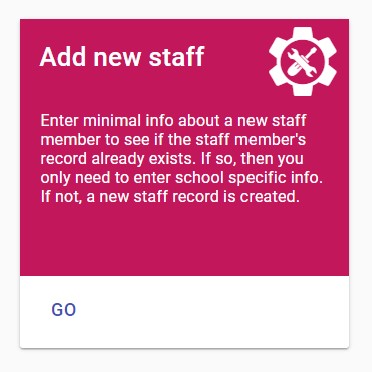 Add new staff
Enter minimal info about a new staff
member to see if the staff member's
record already exists. If so, then you
only need to enter school specific info.
If not, a new staff record is created.
GO